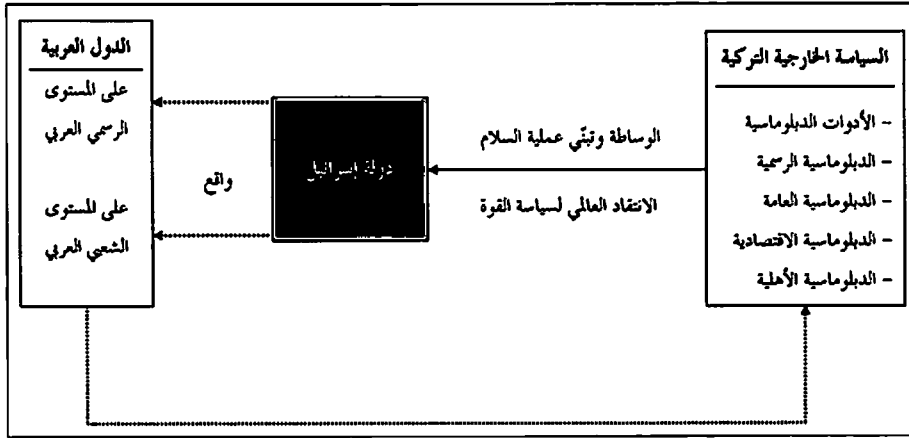 السياسة الخارجية التركية
– الأدوات الدبلوماسية
– الدبلوماسية الرسمية
– الدبلوماسية العامة
– الدبلوماسية الاقتصادية
– الدبلوماسية الأهلية
الوساطة وتبنّي عملية السلام
الانتقاد العالمي لسياسة القوة
دولة إسرائيل
واقع
الدول العربية
على المستوى
الرسمي العربي
على المستوى
الشعبي العربي